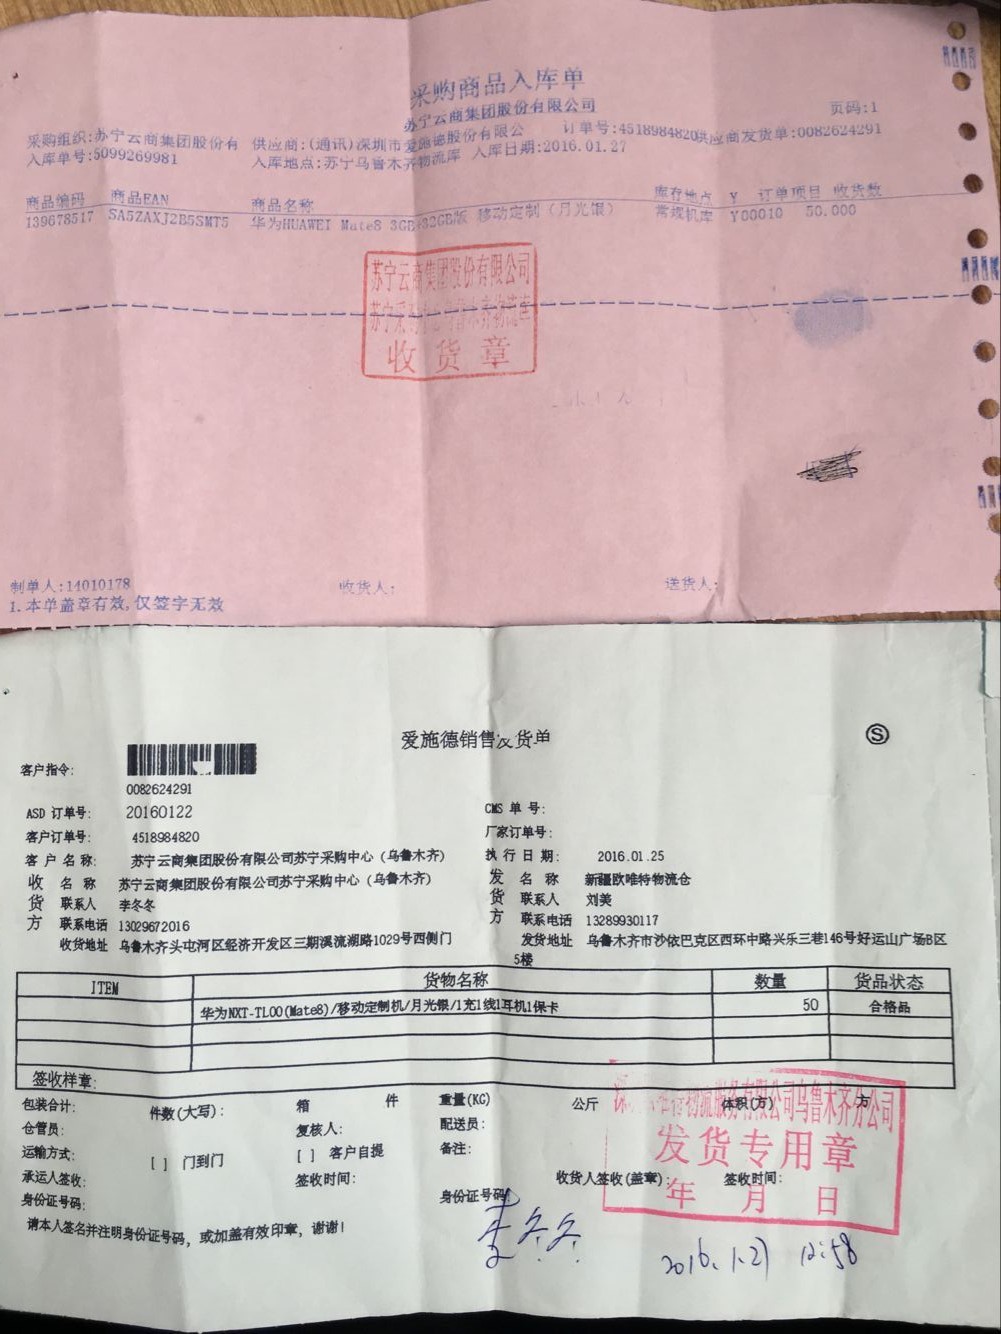 采购商品入库单
苏宁云商集团股份有限公司
页码:1
采购组织:苏宁云商集团股份有 供应商:(通讯)深圳市爱施德股份有限公 订单号:4518984820供应商发货单:0082624291
入库单号:5099269981 入库地点:苏宁乌鲁木齐物流库 入库日期:2016.01.27
商品编码 商品EAN 商品名称 库存地点 Y 订单项目 收货数
139678517 SA5ZAXJ2B5SMT5 华为HUAWEI Mate8 3GB+32GB版 移动定制(月光银) 常规机库 Y00010 50.000
苏宁云商集团股份有限公司
收货章
制单人:14010178 收货人: 送货人:
1.本单盖章有效,仅签字无效
爱施德销售发货单 Ⓢ
客户指令:
0082624291
ASD 订单号: 20160122 CMS 单 号:
客户订单号: 4518984820 厂家订单号:
客 户 名 称: 苏宁云商集团股份有限公司苏宁采购中心(乌鲁木齐) 执 行 日 期: 2016.01.25
收 名 称 苏宁云商集团股份有限公司苏宁采购中心(乌鲁木齐) 发 名 称 新疆欧唯特物流仓
货 联系人 李冬冬 货 联系人 刘美
方 联系电话 13029672016 方 联系电话 13289930117
收货地址 乌鲁木齐头屯河区经济开发区三期溪流湖路1029号西侧门 发货地址 乌鲁木齐市沙依巴克区西环中路兴乐三巷146号好运山广场B区
5楼
ITEM 货物名称 数量 货品状态
华为NXT-TL00(Mate8)/移动定制机/月光银/1充1线1耳机1保卡 50 合格品
签收样章:
包装合计: 件数(大写): 箱 件 重量(KG) 公斤 体积(方) 方
仓管员: 复核人: 配送员:
运输方式: [ ] 门到门 [ ] 客户自提 备注:
承运人签收: 签收时间: 收货人签收(盖章): 签收时间:
身份证号码: 身份证号码
请本人签名并注明身份证号码, 或加盖有效印章, 谢谢!
物流服务有限公司乌鲁木齐分公司
发货专用章
年 月 日
李冬冬
2016.1.27 12:58